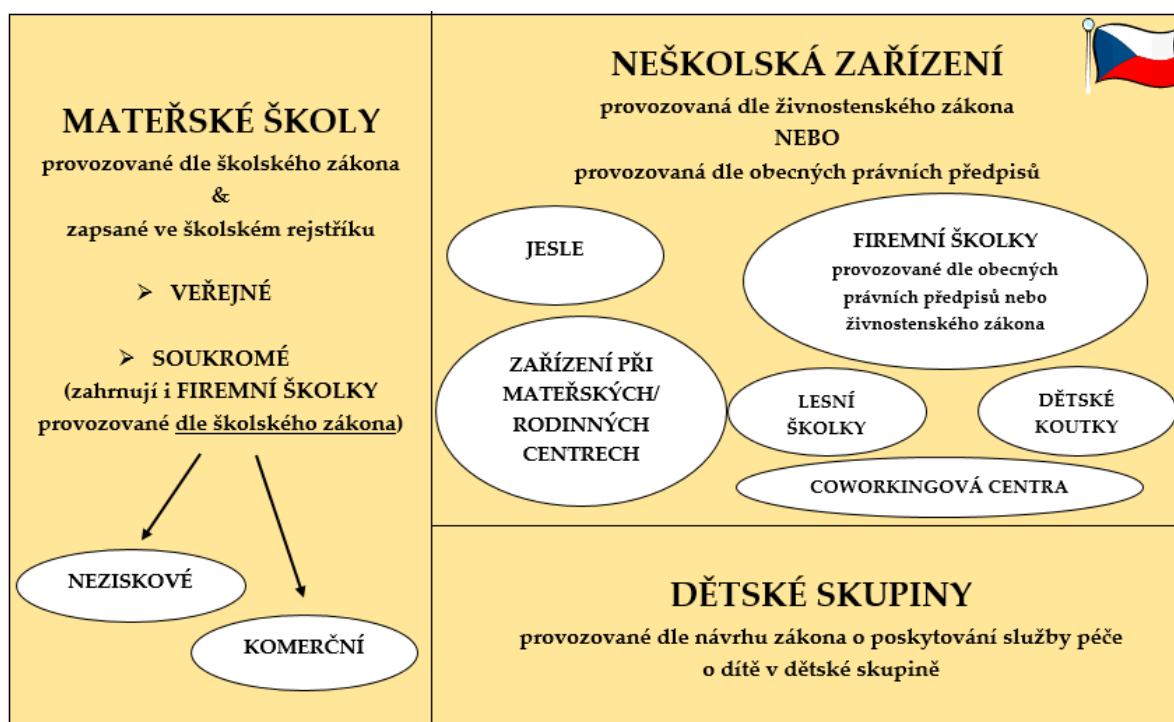 MATEŘSKÉ ŠKOLY
provozované dle školského zákona
&
zapsané ve školském rejstříku
➢ VEŘEJNÉ
➢ SOUKROMÉ
(zahrnují i FIREMNÍ ŠKOLKY
provozované dle školského zákona)
NEZISKOVÉ
KOMERČNÍ
NEŠKOLSKÁ ZAŘÍZENÍ
provozovaná dle živnostenského zákona
NEBO
provozovaná dle obecných právních předpisů
JESLE
FIREMNÍ ŠKOLKY
provozované dle obecných
právních předpisů nebo
živnostenského zákona
ZAŘÍZENÍ PŘI
MATEŘSKÝCH/
RODINNÝCH
CENTRECH
LESNÍ
ŠKOLKY
DĚTSKÉ
KOUTKY
COWORKINGOVÁ CENTRA
DĚTSKÉ SKUPINY
provozované dle návrhu zákona o poskytování služby péče
o dítě v dětské skupině